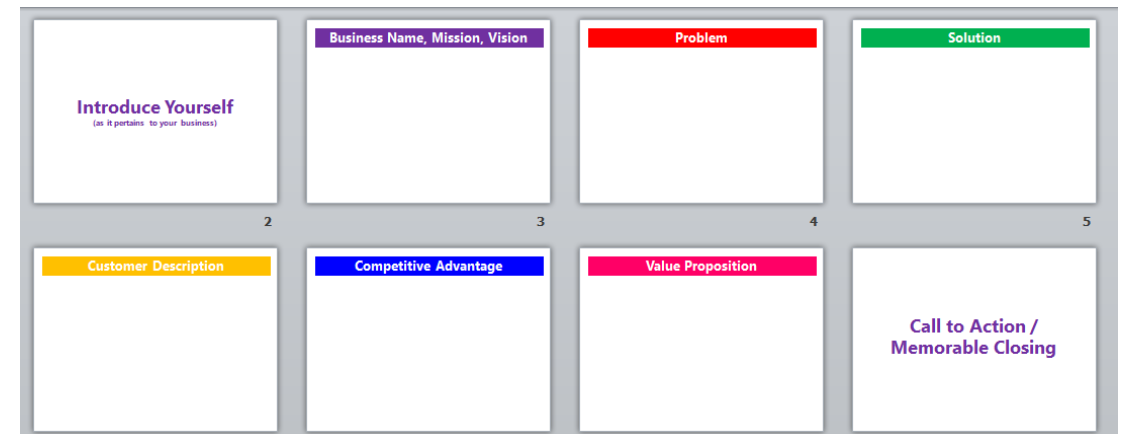 Introduce Yourself
(as it pertains to your business)
2
Business Name, Mission, Vision
3
Problem
4
Solution
5
Customer Description
Competitive Advantage
Value Proposition
Call to Action /
Memorable Closing